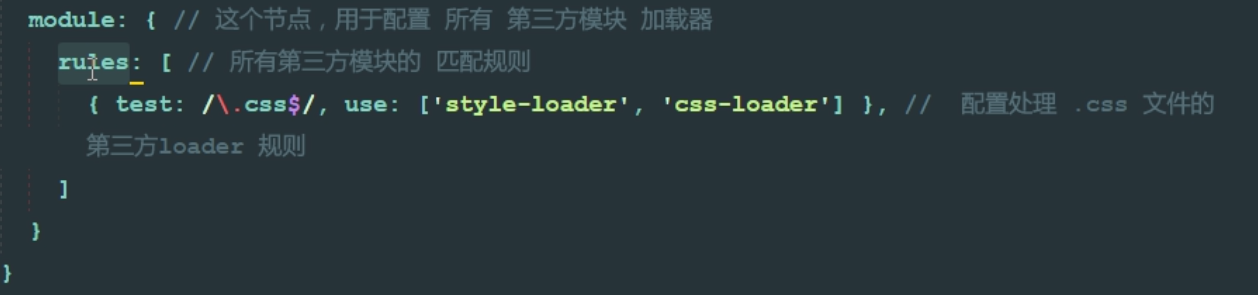 module: { // 这个节点，用于配置 所有 第三方模块 加载器
rules: [ // 所有第三方模块的 匹配规则
{ test: /\.css$/, use: ['style-loader', 'css-loader'] }, //  配置处理 .css 文件的
第三方loader 规则
]
}
}